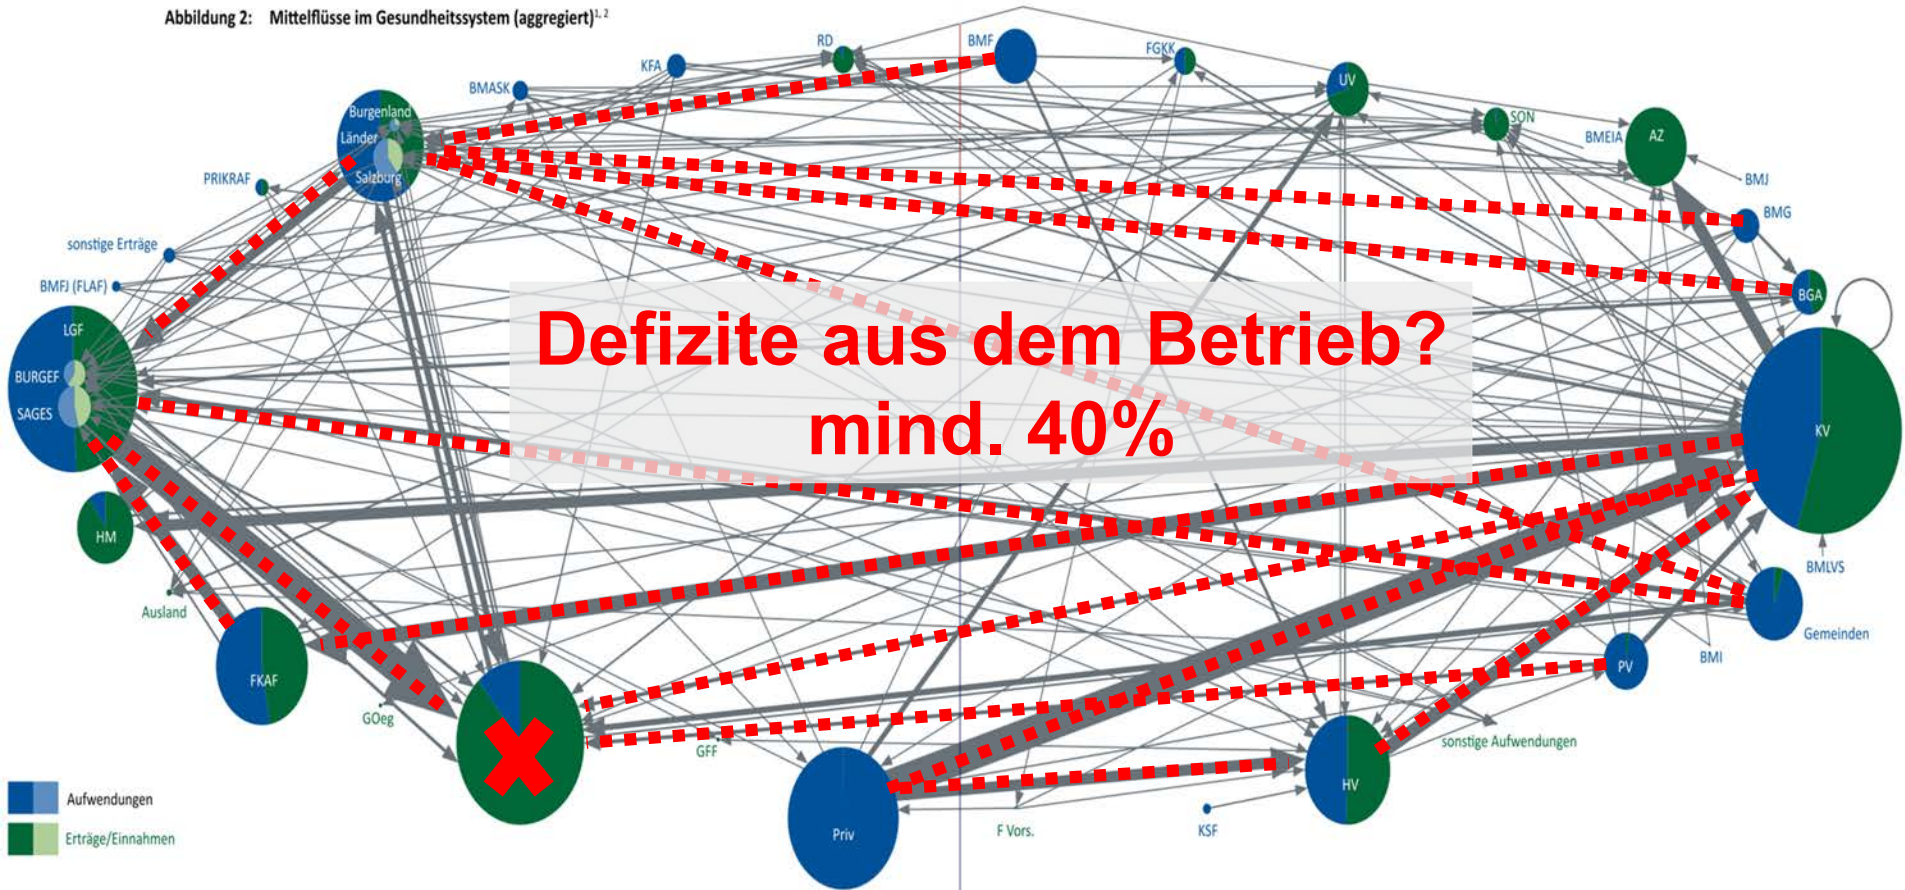 Abbildung 2: Mittelflüsse im Gesundheitssystem (aggregiert)1, 2
RD
BMF
FGKK
KFA
BMASK
UV
Burgenland
Länder
Salzburg
SON
BMEIA
AZ
PRIKRAF
BMJ
BMG
sonstige Erträge
BMFJ (FLAF)
BGA
LGF
BURGEF
SAGES
Defizite aus dem Betrieb?
mind. 40%
KV
HM
BMLVS
Ausland
Gemeinden
BMI
PV
FKAF
GOeg
GFF
sonstige Aufwendungen
HV
Priv
F Vors.
KSF
Aufwendungen
Erträge/Einnahmen